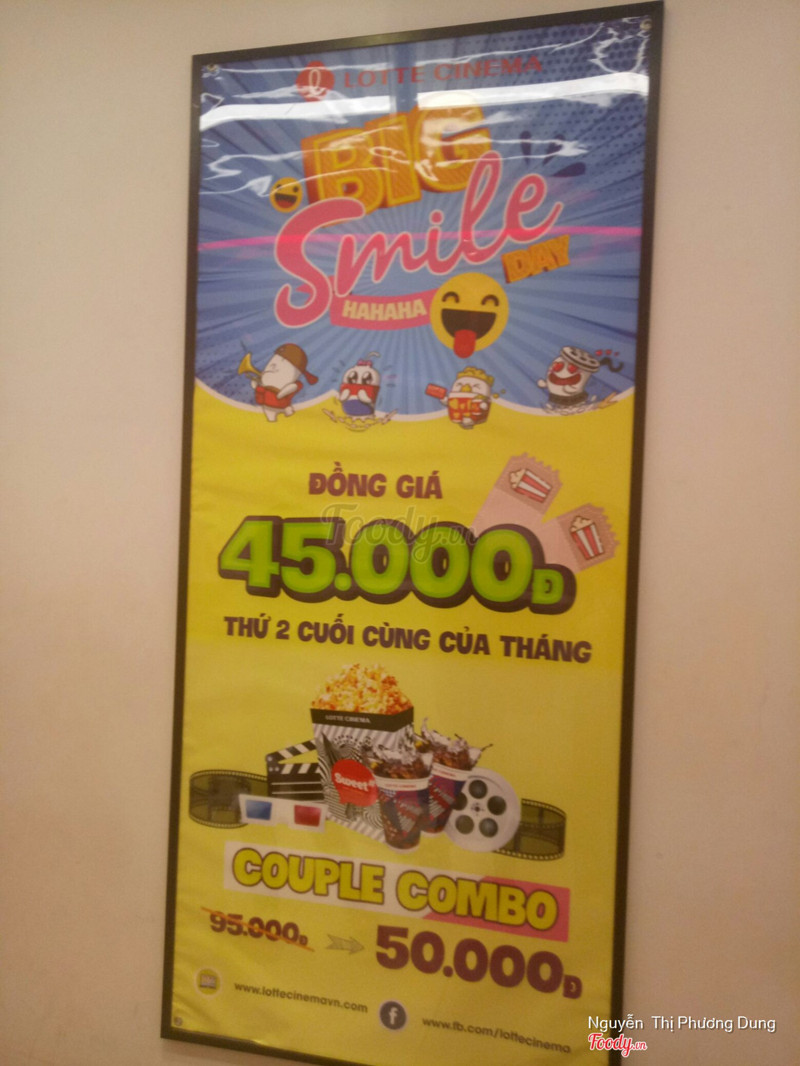 LOTTE CINEMA
BIG
Smile
DAY
HAHAHA
ĐỒNG GIÁ
45.000Đ
Foody.vn
THỨ 2 CUỐI CÙNG CỦA THÁNG
LOTTE CINEMA
Sweet
COUPLE COMBO
95.000Đ
50.000Đ
www.lottecinemavn.com
www.fb.com/lottecinema
Nguyễn Thị Phương Dung
Foody.vn